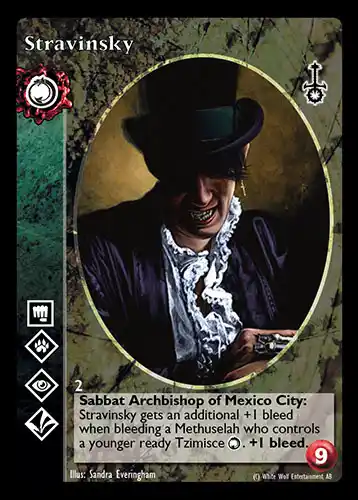 Stravinsky
2
Sabbat Archbishop of Mexico City:
Stravinsky gets an additional +1 bleed
when bleeding a Methuselah who controls
a younger ready Tzimisce . +1 bleed.
9
Illus: Sandra Everingham
(C) White Wolf Entertainment AB